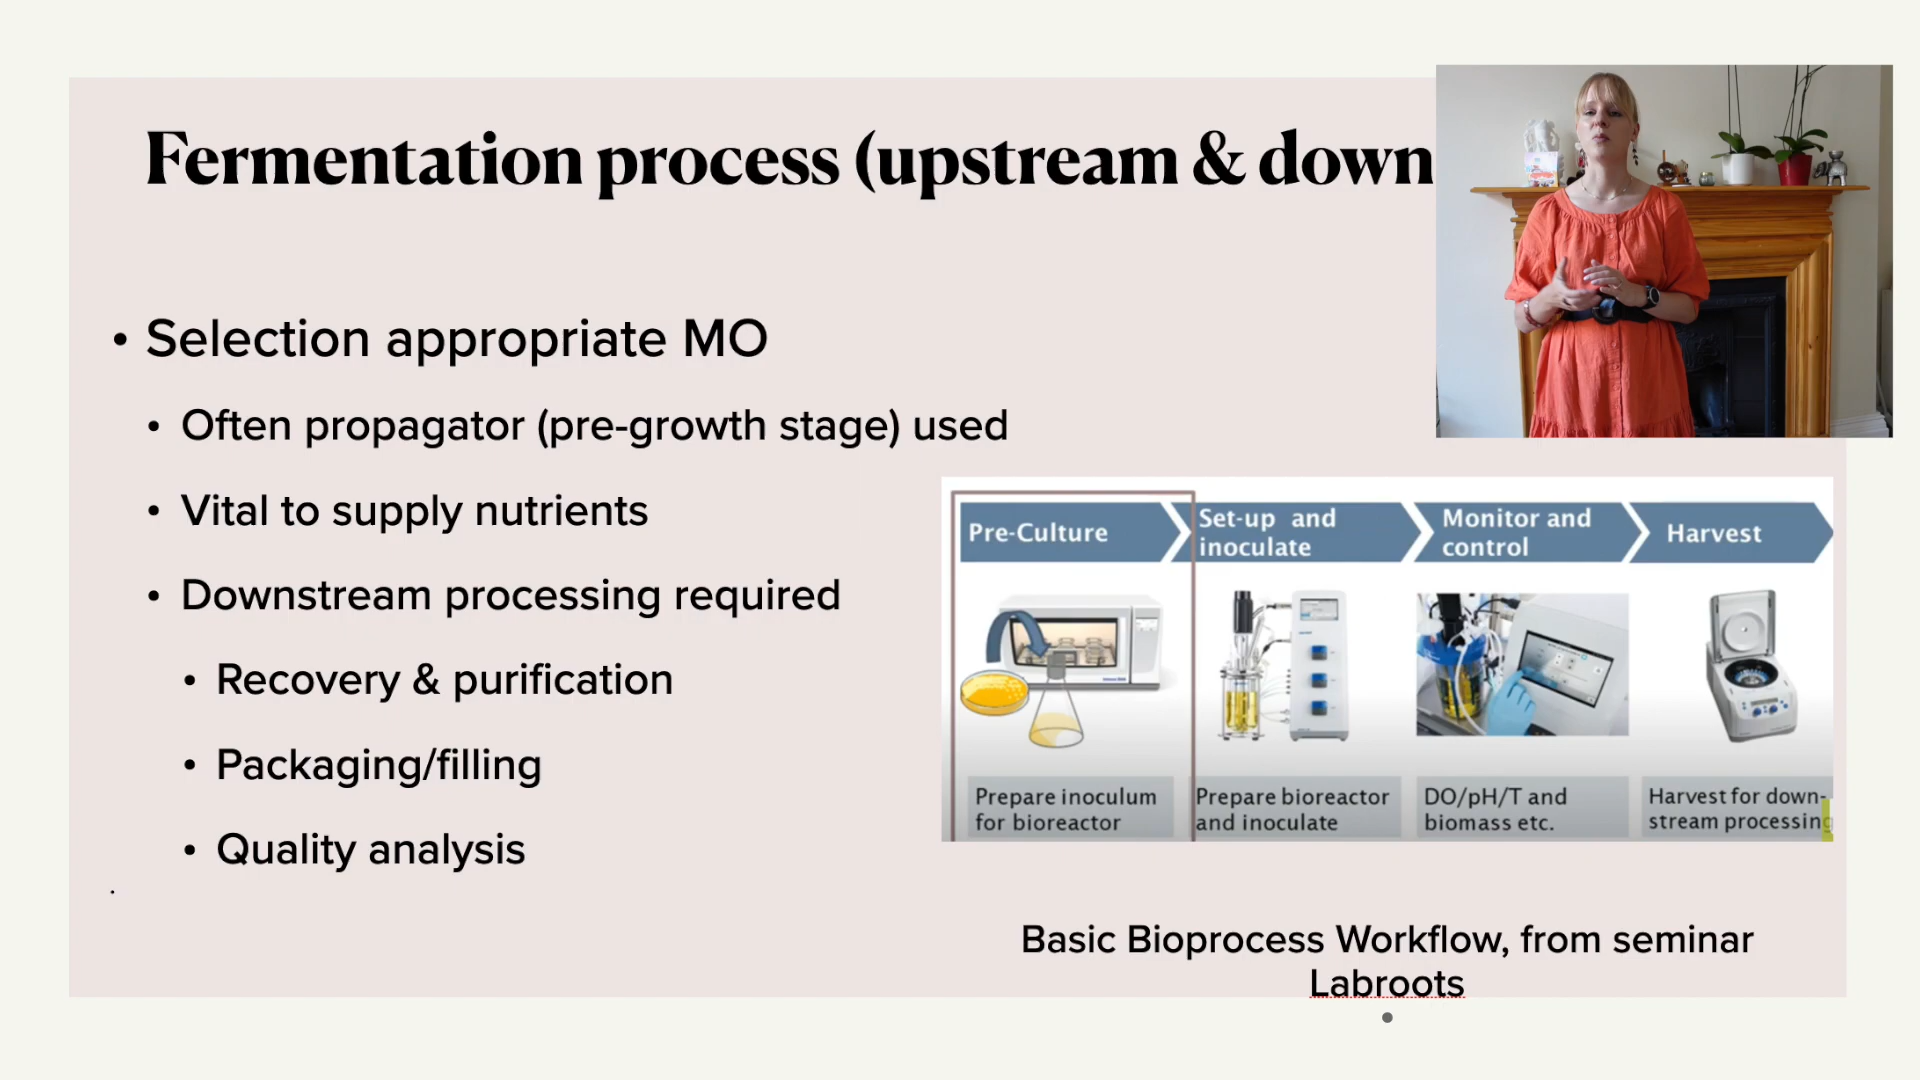 Fermentation process (upstream & down
• Selection appropriate MO
• Often propagator (pre-growth stage) used
• Vital to supply nutrients
• Downstream processing required
• Recovery & purification
• Packaging/filling
• Quality analysis
Pre-Culture
Set-up and
inoculate
Monitor and
control
Harvest
Prepare inoculum
for bioreactor
Prepare bioreactor
and inoculate
DO/pH/T and
biomass etc.
Harvest for down-
stream processing
Basic Bioprocess Workflow, from seminar
Labroots